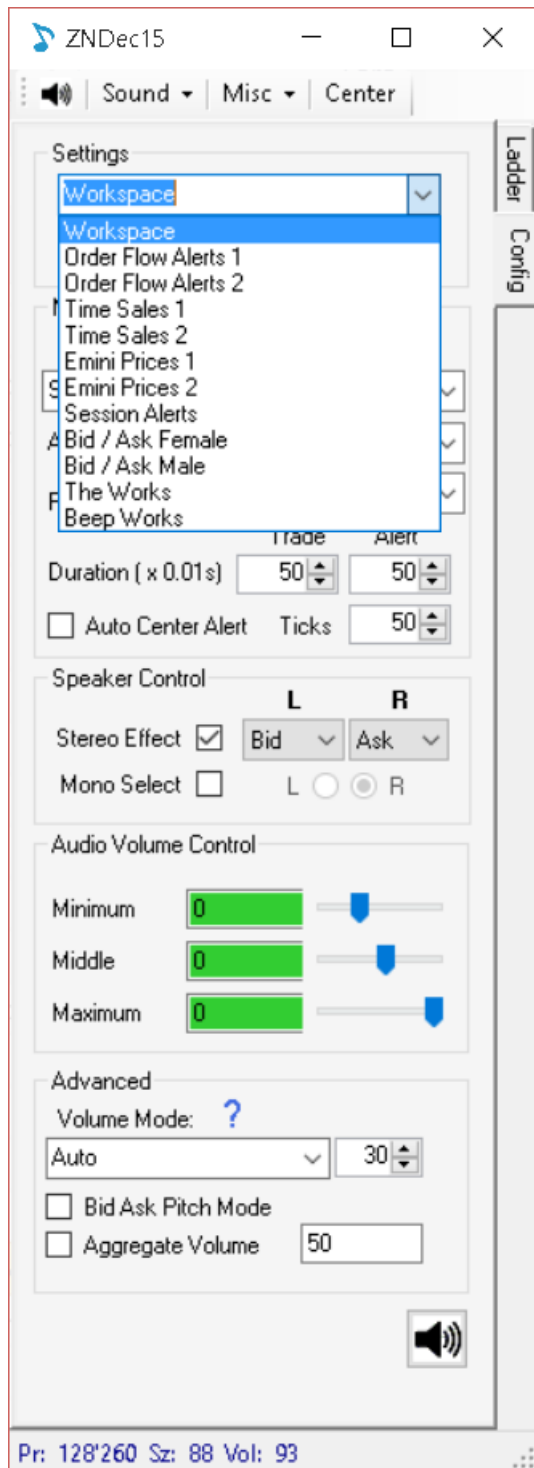 ZNDec15
Sound Misc Center
Ladder
Config
Settings
Workspace
Workspace
Order Flow Alerts 1
Order Flow Alerts 2
Time Sales 1
Time Sales 2
Emini Prices 1
Emini Prices 2
Session Alerts
Bid / Ask Female
Bid / Ask Male
The Works
Beep Works
Trade Alert
Duration ( x 0.01s) 50 50
Auto Center Alert Ticks 50
Speaker Control
L R
Stereo Effect Bid Ask
Mono Select L R
Audio Volume Control
Minimum 0
Middle 0
Maximum 0
Advanced
Volume Mode: ?
Auto 30
Bid Ask Pitch Mode
Aggregate Volume 50
Pr: 128'260 Sz: 88 Vol: 93